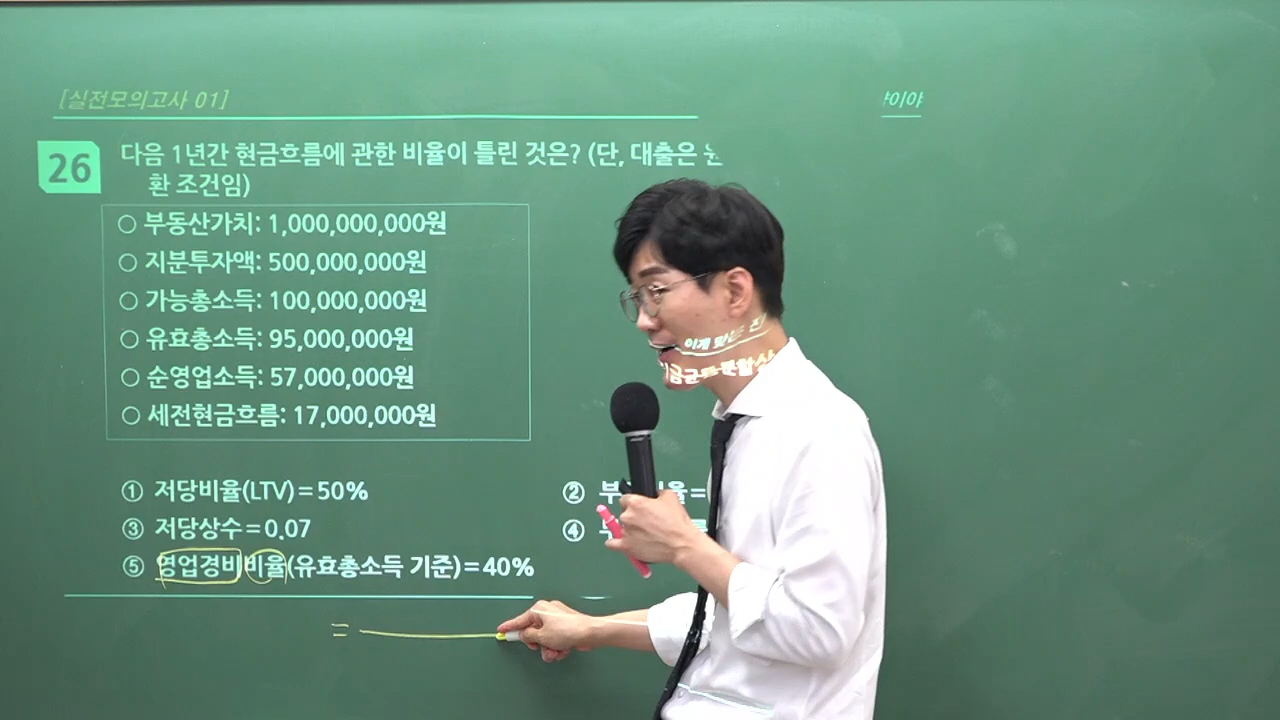 [실전모의고사 01]
26 다음 1년간 현금흐름에 관한 비율이 틀린 것은? (단, 대출은
환 조건임)
○ 부동산가치: 1,000,000,000원
○ 지분투자액: 500,000,000원
○ 가능총소득: 100,000,000원
○ 유효총소득: 95,000,000원
○ 순영업소득: 57,000,000원
○ 세전현금흐름: 17,000,000원
① 저당비율(LTV)=50% ②
③ 저당상수=0.07 ④
⑤ 영업경비비율(유효총소득 기준)=40%
=